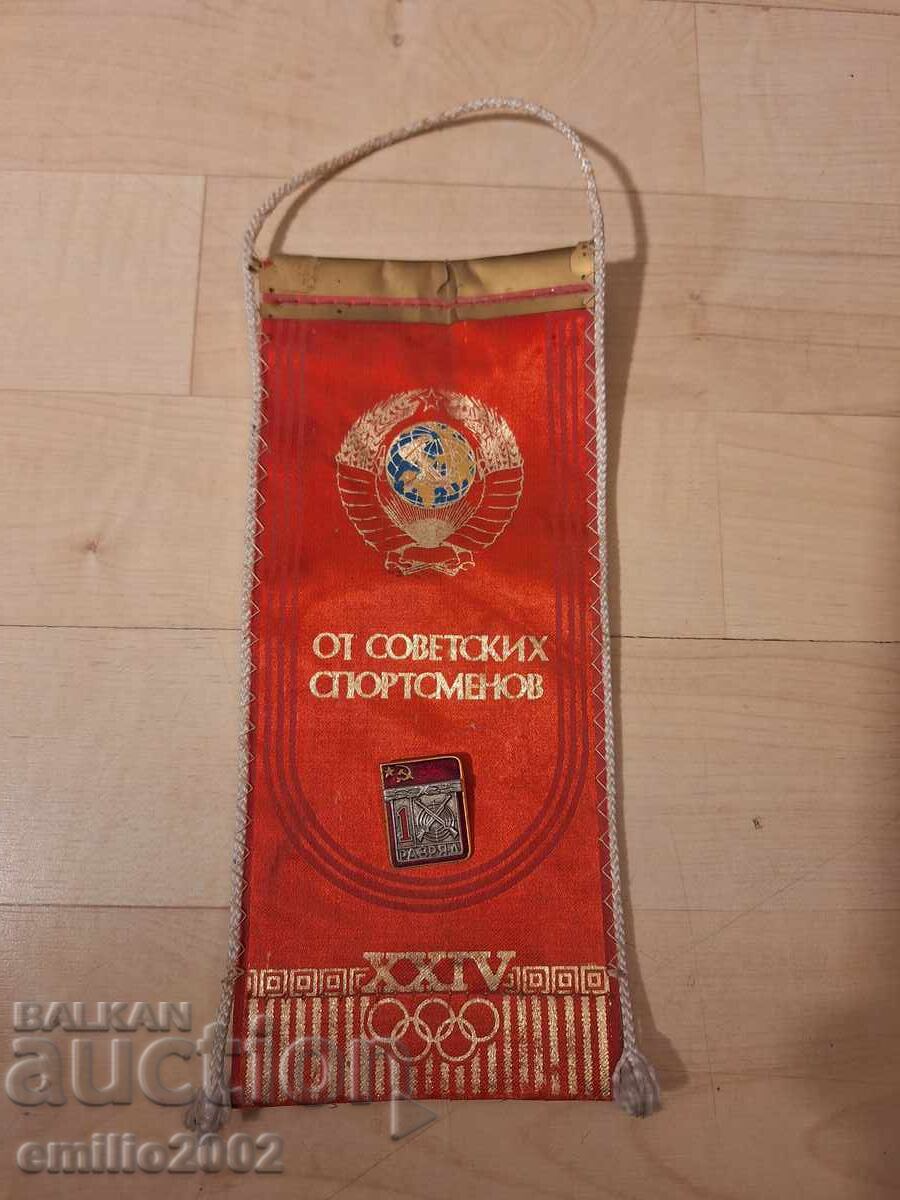 ОТ СОВЕТСКИХ
СПОРТСМЕНОВ
1
РАЗРЯД
XXIV
BALKAN
auction
emilio2002